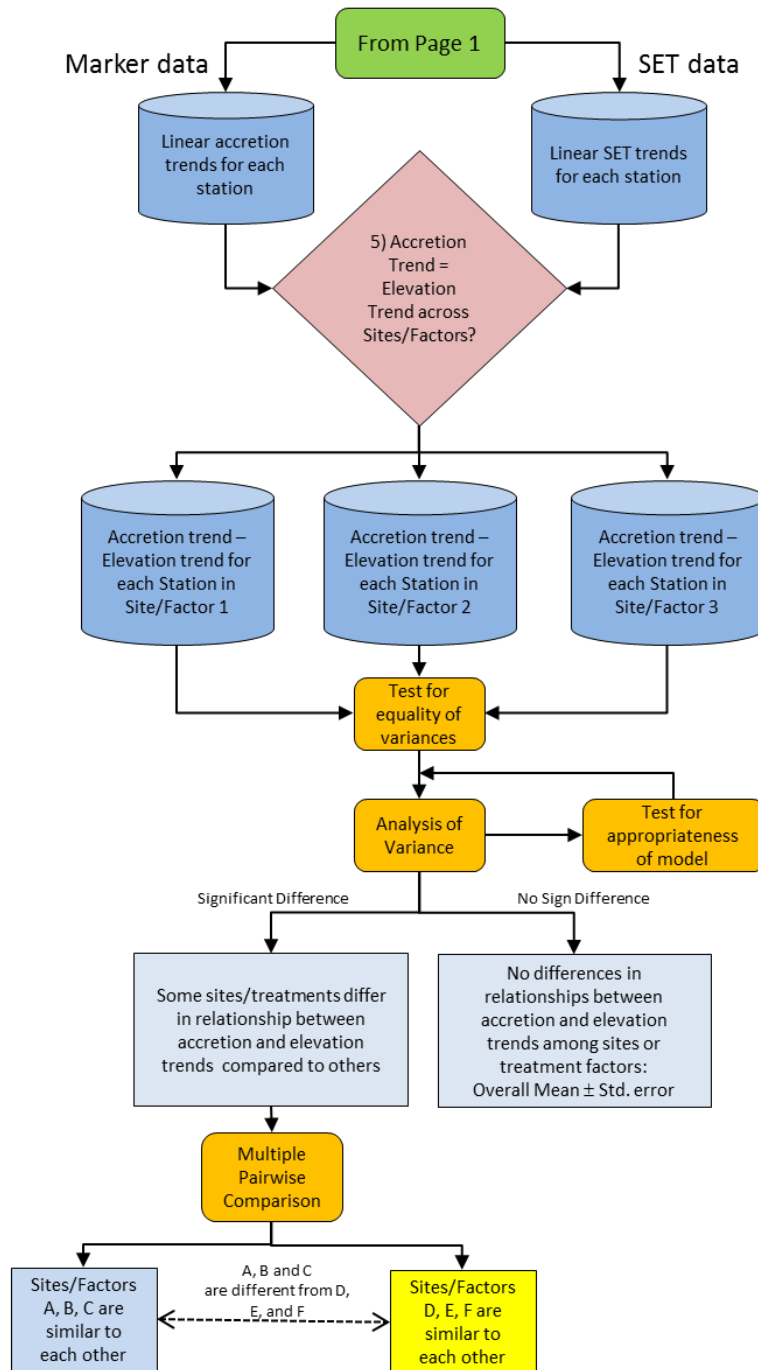 From Page 1
Marker data
SET data
Linear accretion
trends for each
station
Linear SET trends
for each station
5) Accretion
Trend =
Elevation
Trend across
Sites/Factors?
Accretion trend –
Elevation trend for
each Station in
Site/Factor 1
Accretion trend –
Elevation trend for
each Station in
Site/Factor 2
Accretion trend –
Elevation trend for
each Station in
Site/Factor 3
Test for
equality of
variances
Analysis of
Variance
Test for
appropriateness
of model
Significant Difference
No Sign Difference
Some sites/treatments differ
in relationship between
accretion and elevation
trends compared to others
No differences in
relationships between
accretion and elevation
trends among sites or
treatment factors:
Overall Mean ± Std. error
Multiple
Pairwise
Comparison
Sites/Factors
A, B, C are
similar to
each other
A, B and C
are different from D,
E, and F
Sites/Factors
D, E, F are
similar to
each other